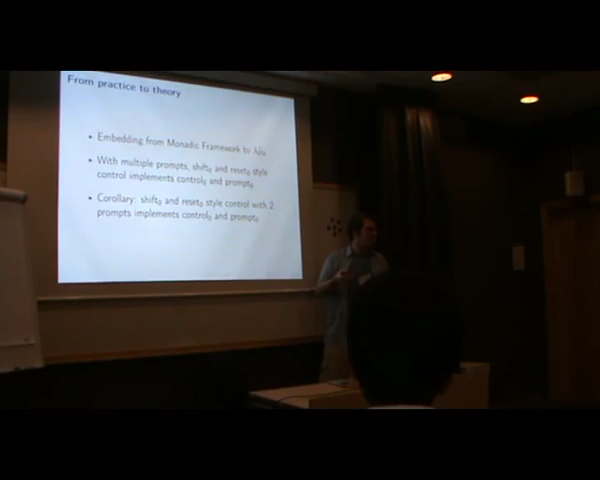 From practice to theory
• Embedding from Monadic Framework to
• With multiple prompts, shift₀ and reset₀ style
control implements control₀ and prompt₀
• Corollary: shift₀ and reset₀ style control with 2
prompts implements control₀ and prompt₀